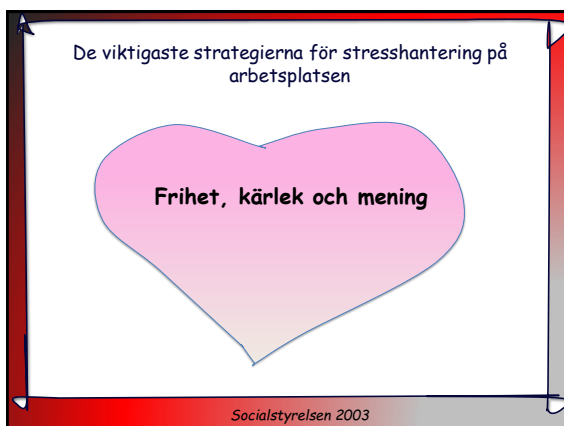 De viktigaste strategierna för stresshantering på
arbetsplatsen
Frihet, kärlek och mening
Socialstyrelsen 2003